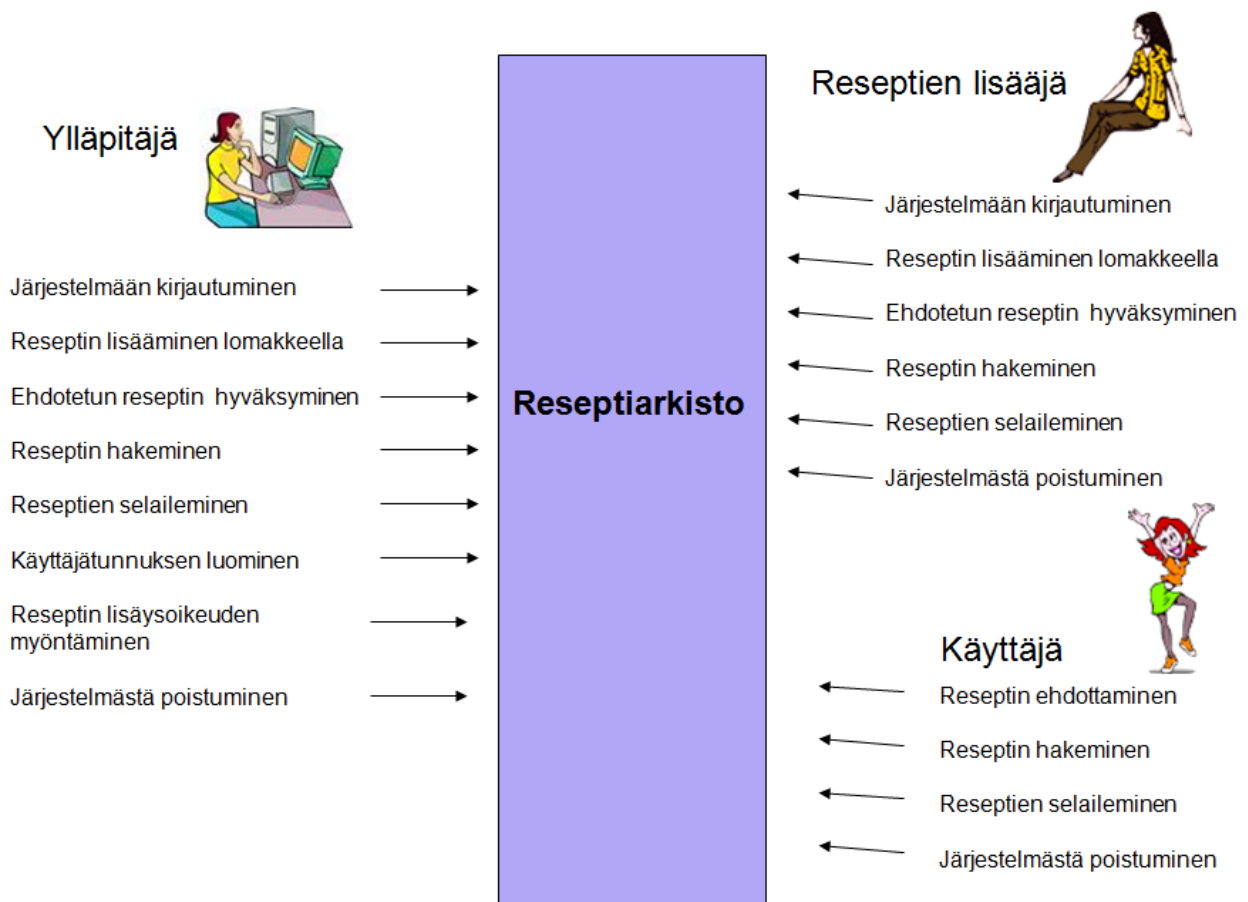 Ylläpitäjä
Järjestelmään kirjautuminen
Reseptin lisääminen lomakkeella
Ehdotetun reseptin hyväksyminen
Reseptin hakeminen
Reseptien selaileminen
Käyttäjätunnuksen luominen
Reseptin lisäysoikeuden
myöntäminen
Järjestelmästä poistuminen
Reseptiarkisto
Reseptien lisääjä
Järjestelmään kirjautuminen
Reseptin lisääminen lomakkeella
Ehdotetun reseptin hyväksyminen
Reseptin hakeminen
Reseptien selaileminen
Järjestelmästä poistuminen
Käyttäjä
Reseptin ehdottaminen
Reseptin hakeminen
Reseptien selaileminen
Järjestelmästä poistuminen